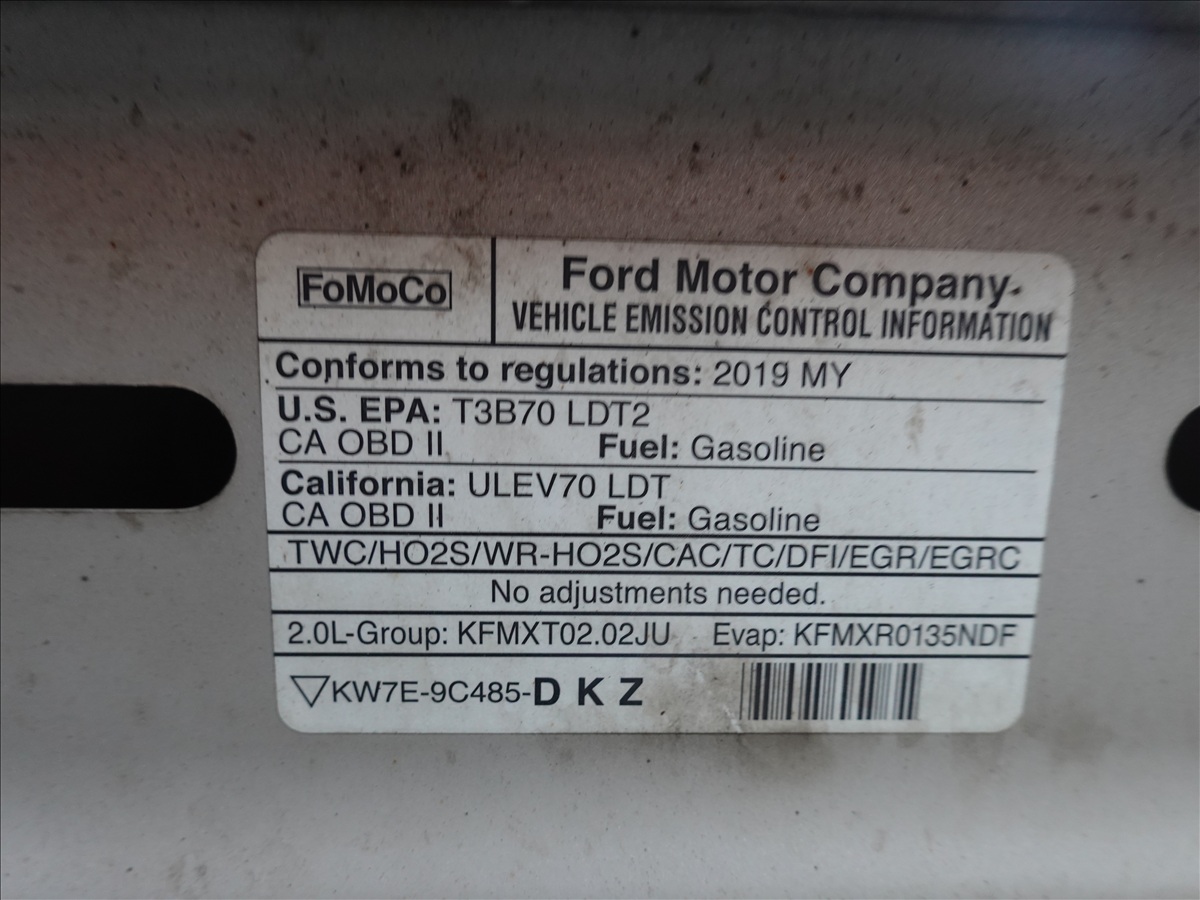 FoMoCo
Ford Motor Company
VEHICLE EMISSION CONTROL INFORMATION
Conforms to regulations: 2019 MY
U.S. EPA: T3B70 LDT2
CA OBD II Fuel: Gasoline
California: ULEV70 LDT
CA OBD II Fuel: Gasoline
TWC/HO2S/WR-HO2S/CAC/TC/DFI/EGR/EGRC
No adjustments needed.
2.0L-Group: KFMXT02.02JU Evap: KFMXR0135NDF
▽KW7E-9C485-D K Z